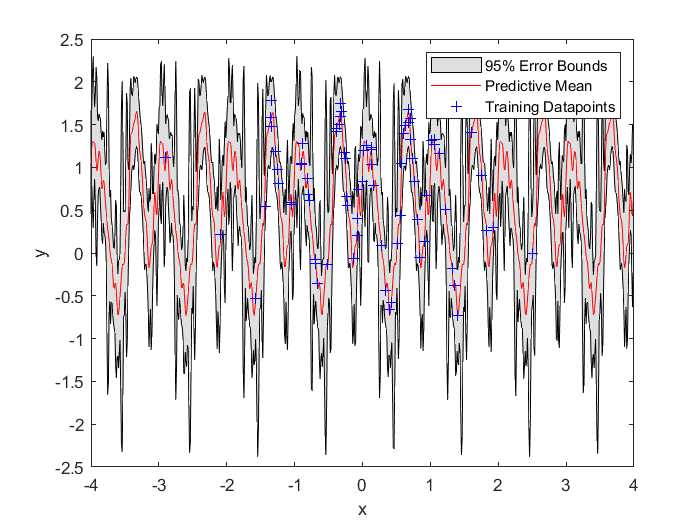 2.5
2
1.5
1
0.5
0
-0.5
-1
-1.5
-2
-2.5
y
95% Error Bounds
Predictive Mean
Training Datapoints
-4 -3 -2 -1 0 1 2 3 4
x